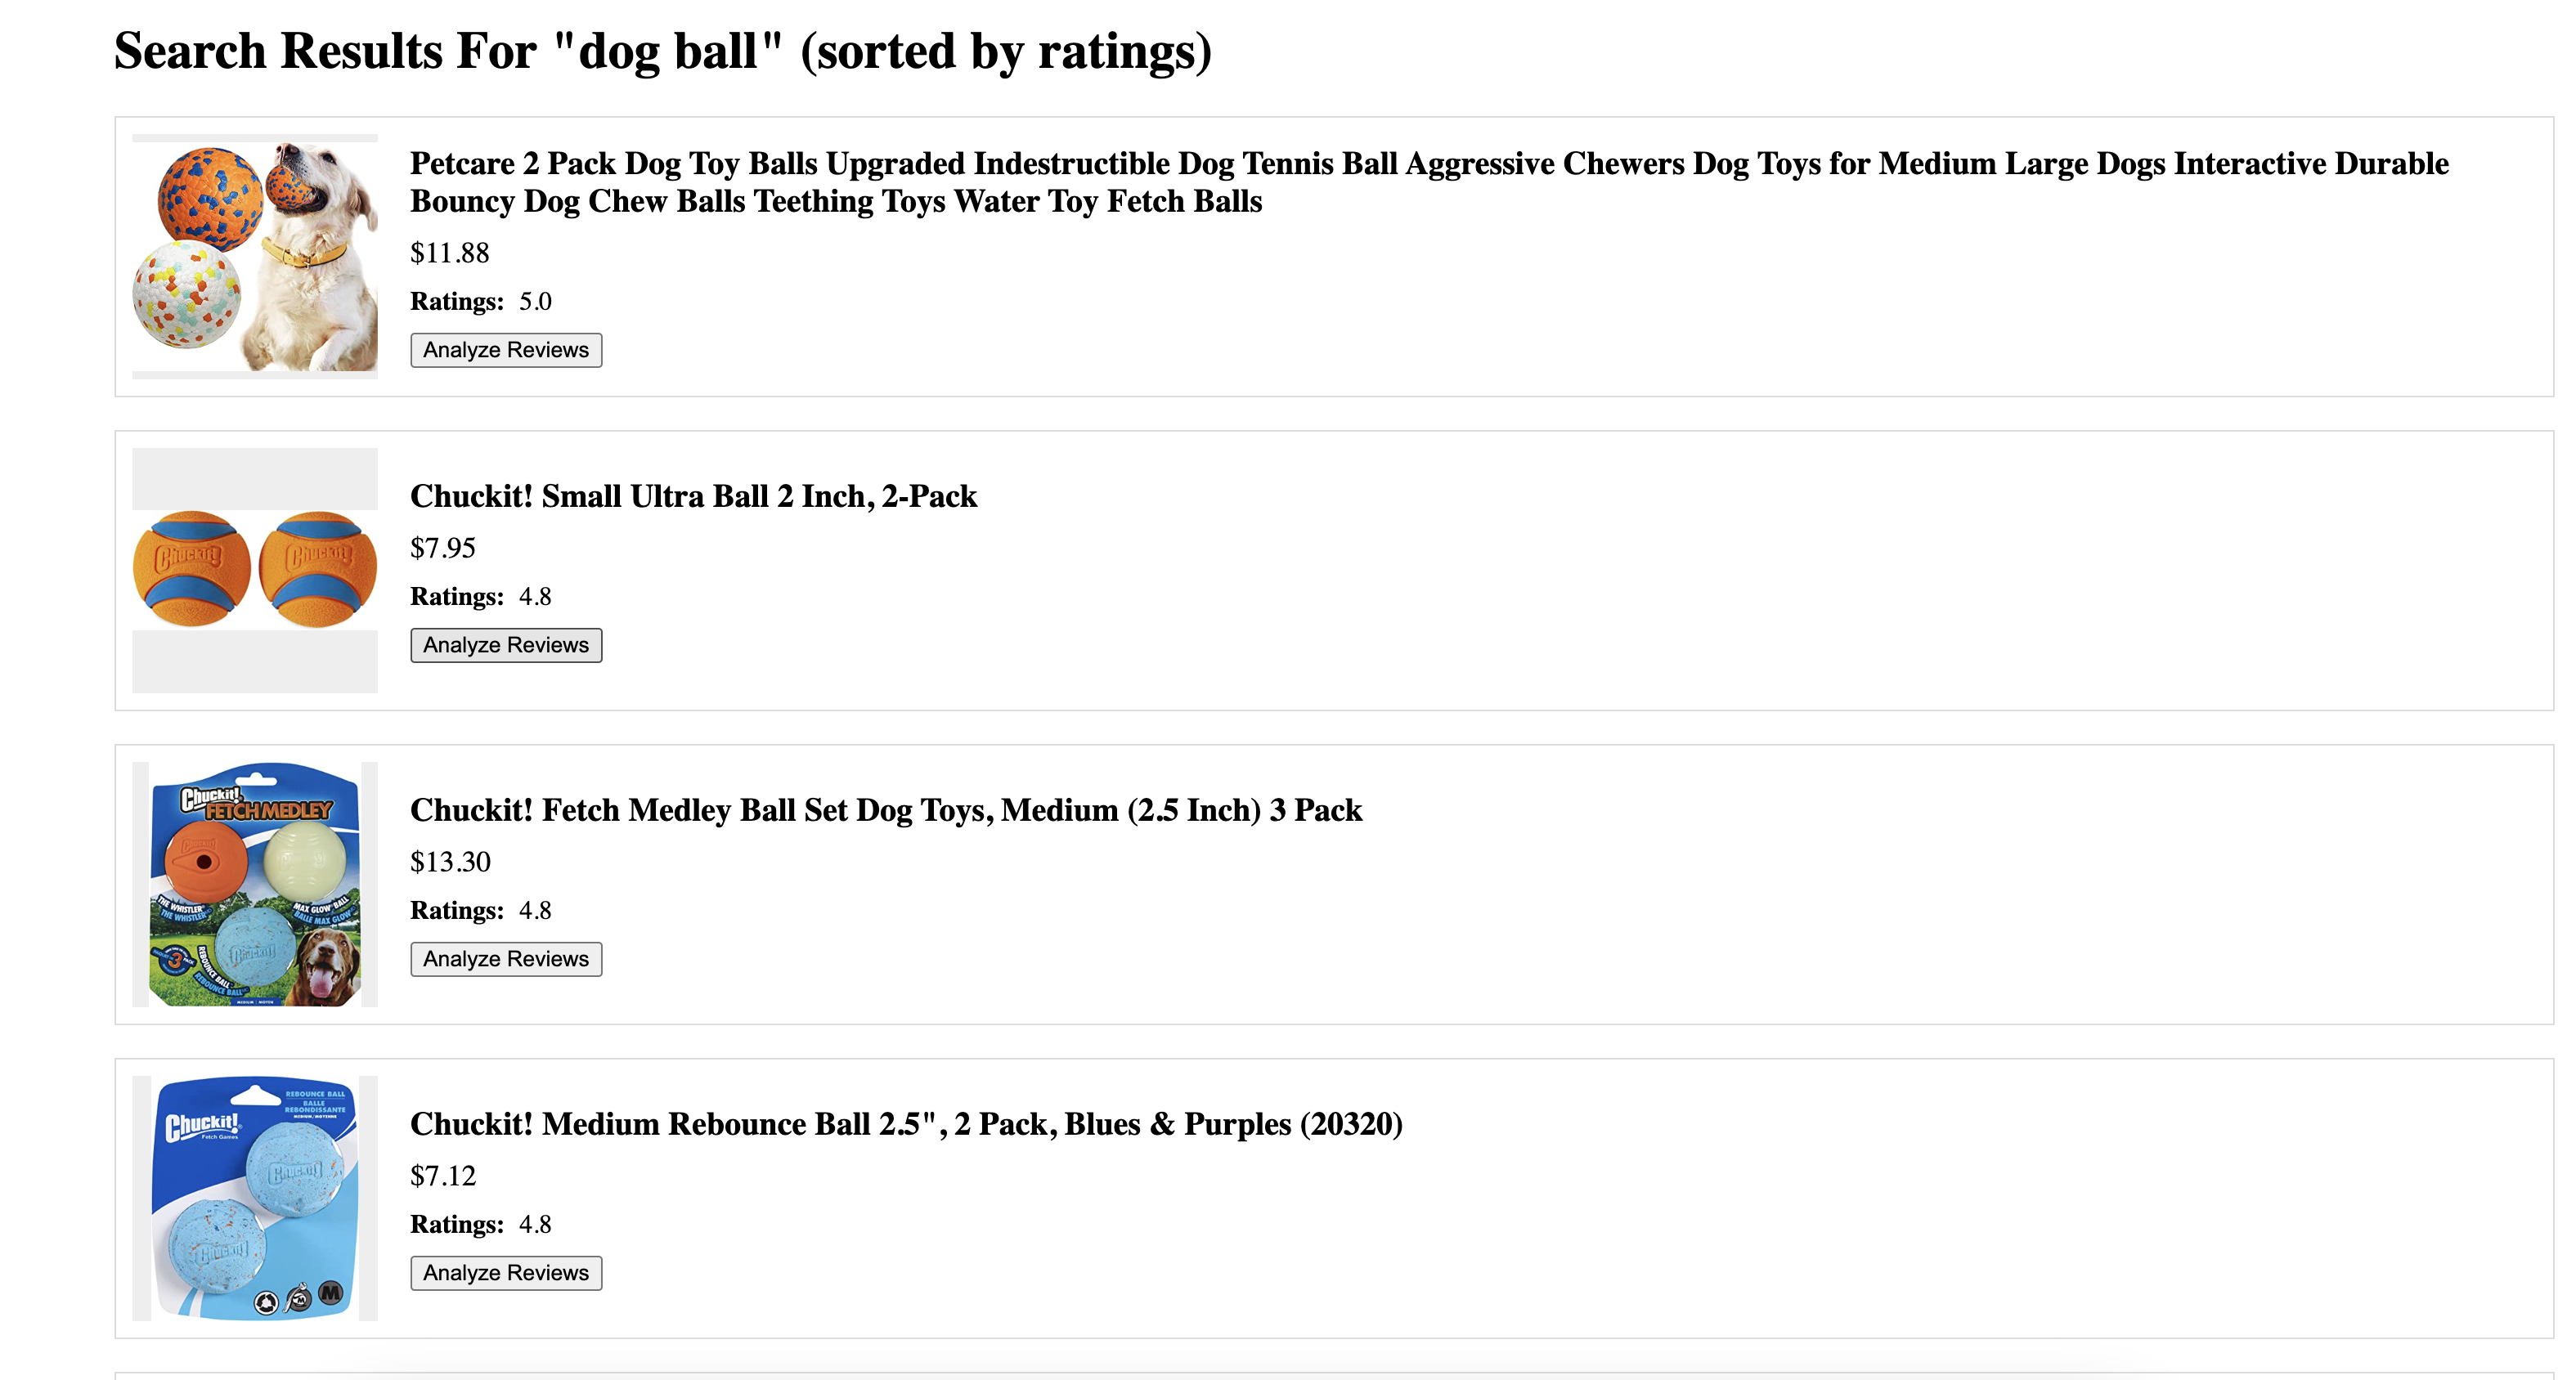 Search Results For "dog ball" (sorted by ratings)
Petcare 2 Pack Dog Toy Balls Upgraded Indestructible Dog Tennis Ball Aggressive Chewers Dog Toys for Medium Large Dogs Interactive Durable
Bouncy Dog Chew Balls Teething Toys Water Toy Fetch Balls
$11.88
Ratings: 5.0
Analyze Reviews
Chuckit! Chuckit!
Chuckit! Small Ultra Ball 2 Inch, 2-Pack
$7.95
Ratings: 4.8
Analyze Reviews
Chuckit!
FETCH MEDLEY
Chuckit!
THE WHISTLER
THE WHISTLER
MAX GLOW BALL
BALLE MAX GLOW
Chuckit!
3
REBOUNCE BALL
REBOUNCE BALL
Chuckit! Fetch Medley Ball Set Dog Toys, Medium (2.5 Inch) 3 Pack
$13.30
Ratings: 4.8
Analyze Reviews
REBOUNCE BALL
BALLE
REBONDISSANTE
Chuckit!
Fetch Games
Chuckit!
Chuckit!
M
Chuckit! Medium Rebounce Ball 2.5", 2 Pack, Blues & Purples (20320)
$7.12
Ratings: 4.8
Analyze Reviews